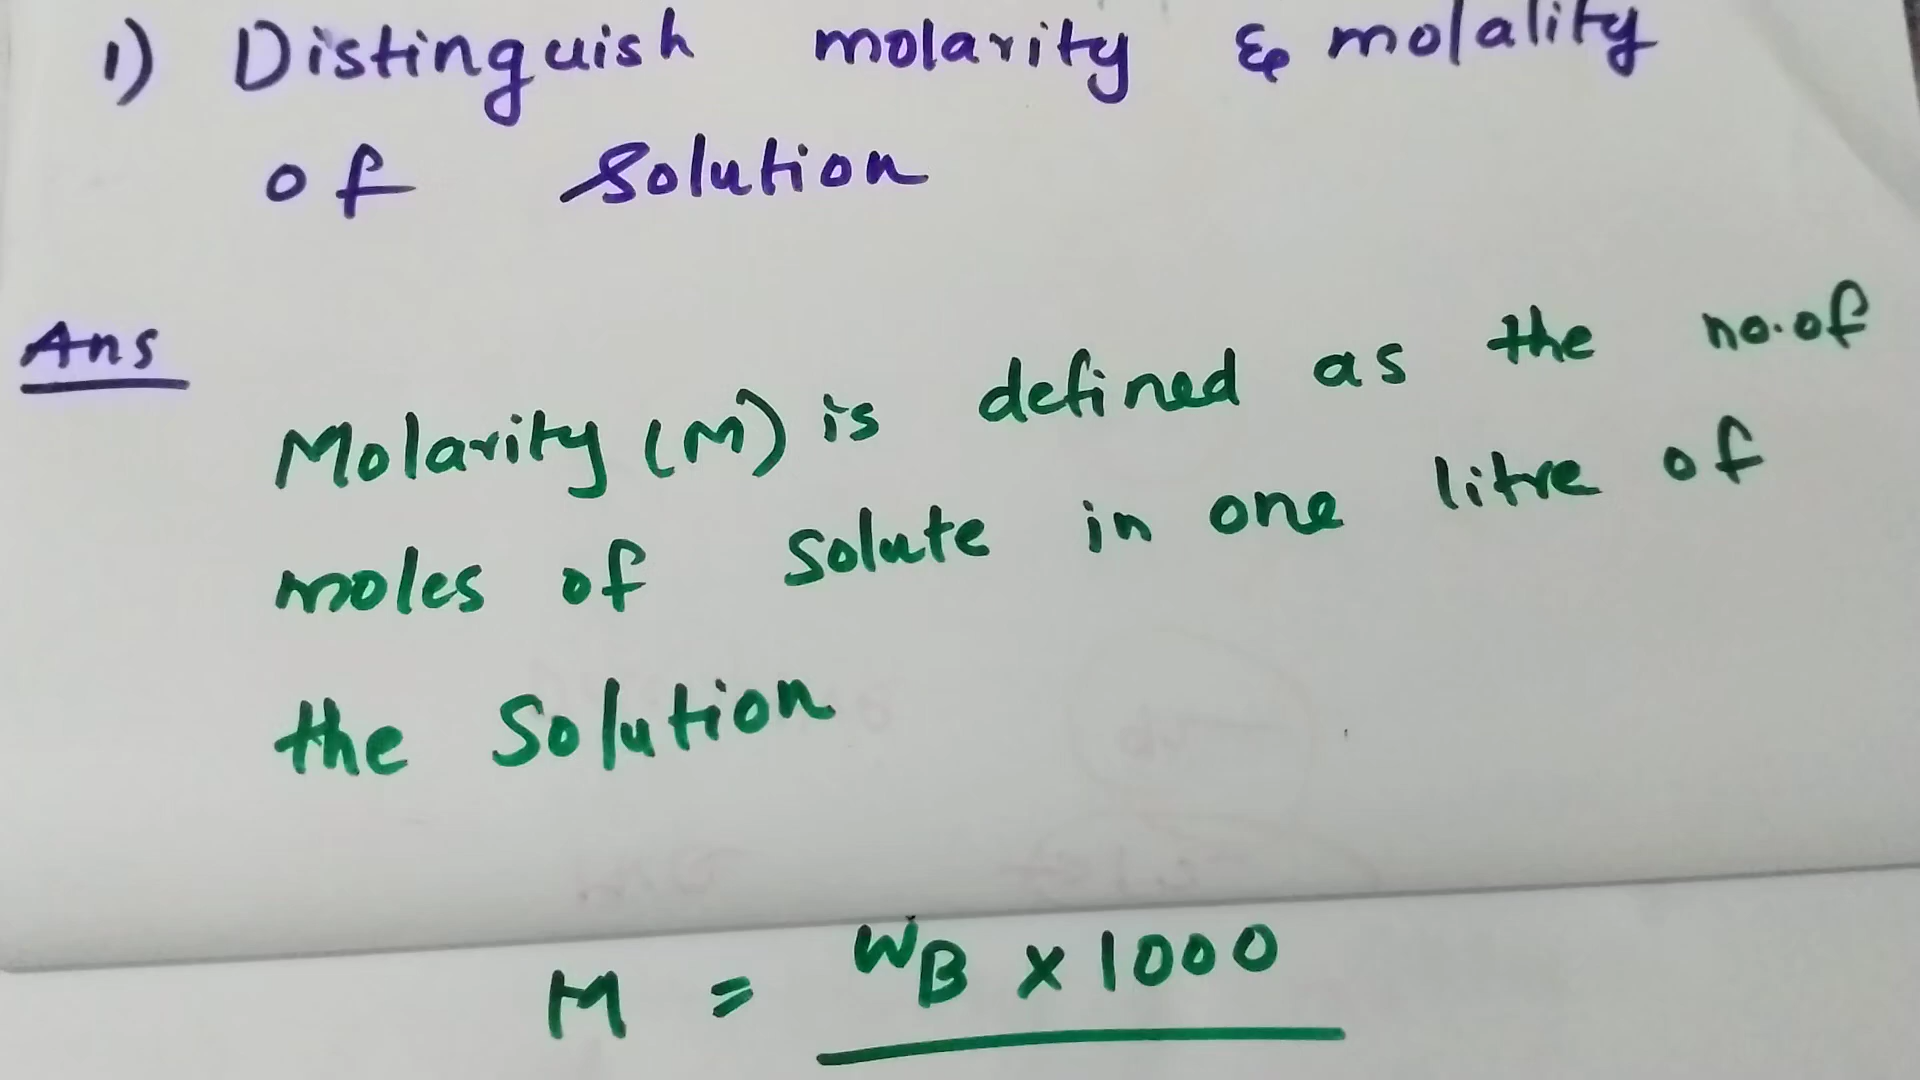 1) Distinguish molarity & molality
of Solution
Ans
Molarity (M) is defined as the no.of
moles of solute in one litre of
the Solution
M = WB x 1000